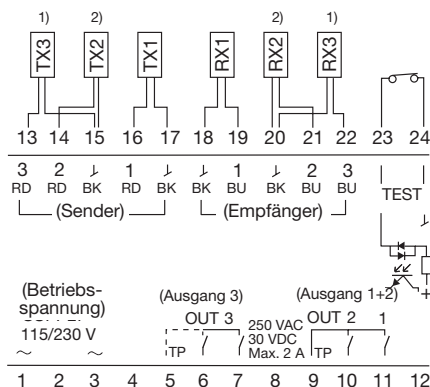 1) 2) 2) 1)
TX3 TX2 TX1 RX1 RX2 RX3
13 14 15 16 17 18 19 20 21 22 23 24
3 2 1 1 2 3
RD RD BK RD BK BK BU BK BU BU
TEST
(Sender) (Empfänger)
(Betriebs-
spannung)
115/230 V
~ ~
(Ausgang 3)
OUT 3
TP
250 VAC
30 VDC
Max. 2 A
(Ausgang 1+2)
OUT 2 1
TP
+
1 2 3 4 5 6 7 8 9 10 11 12